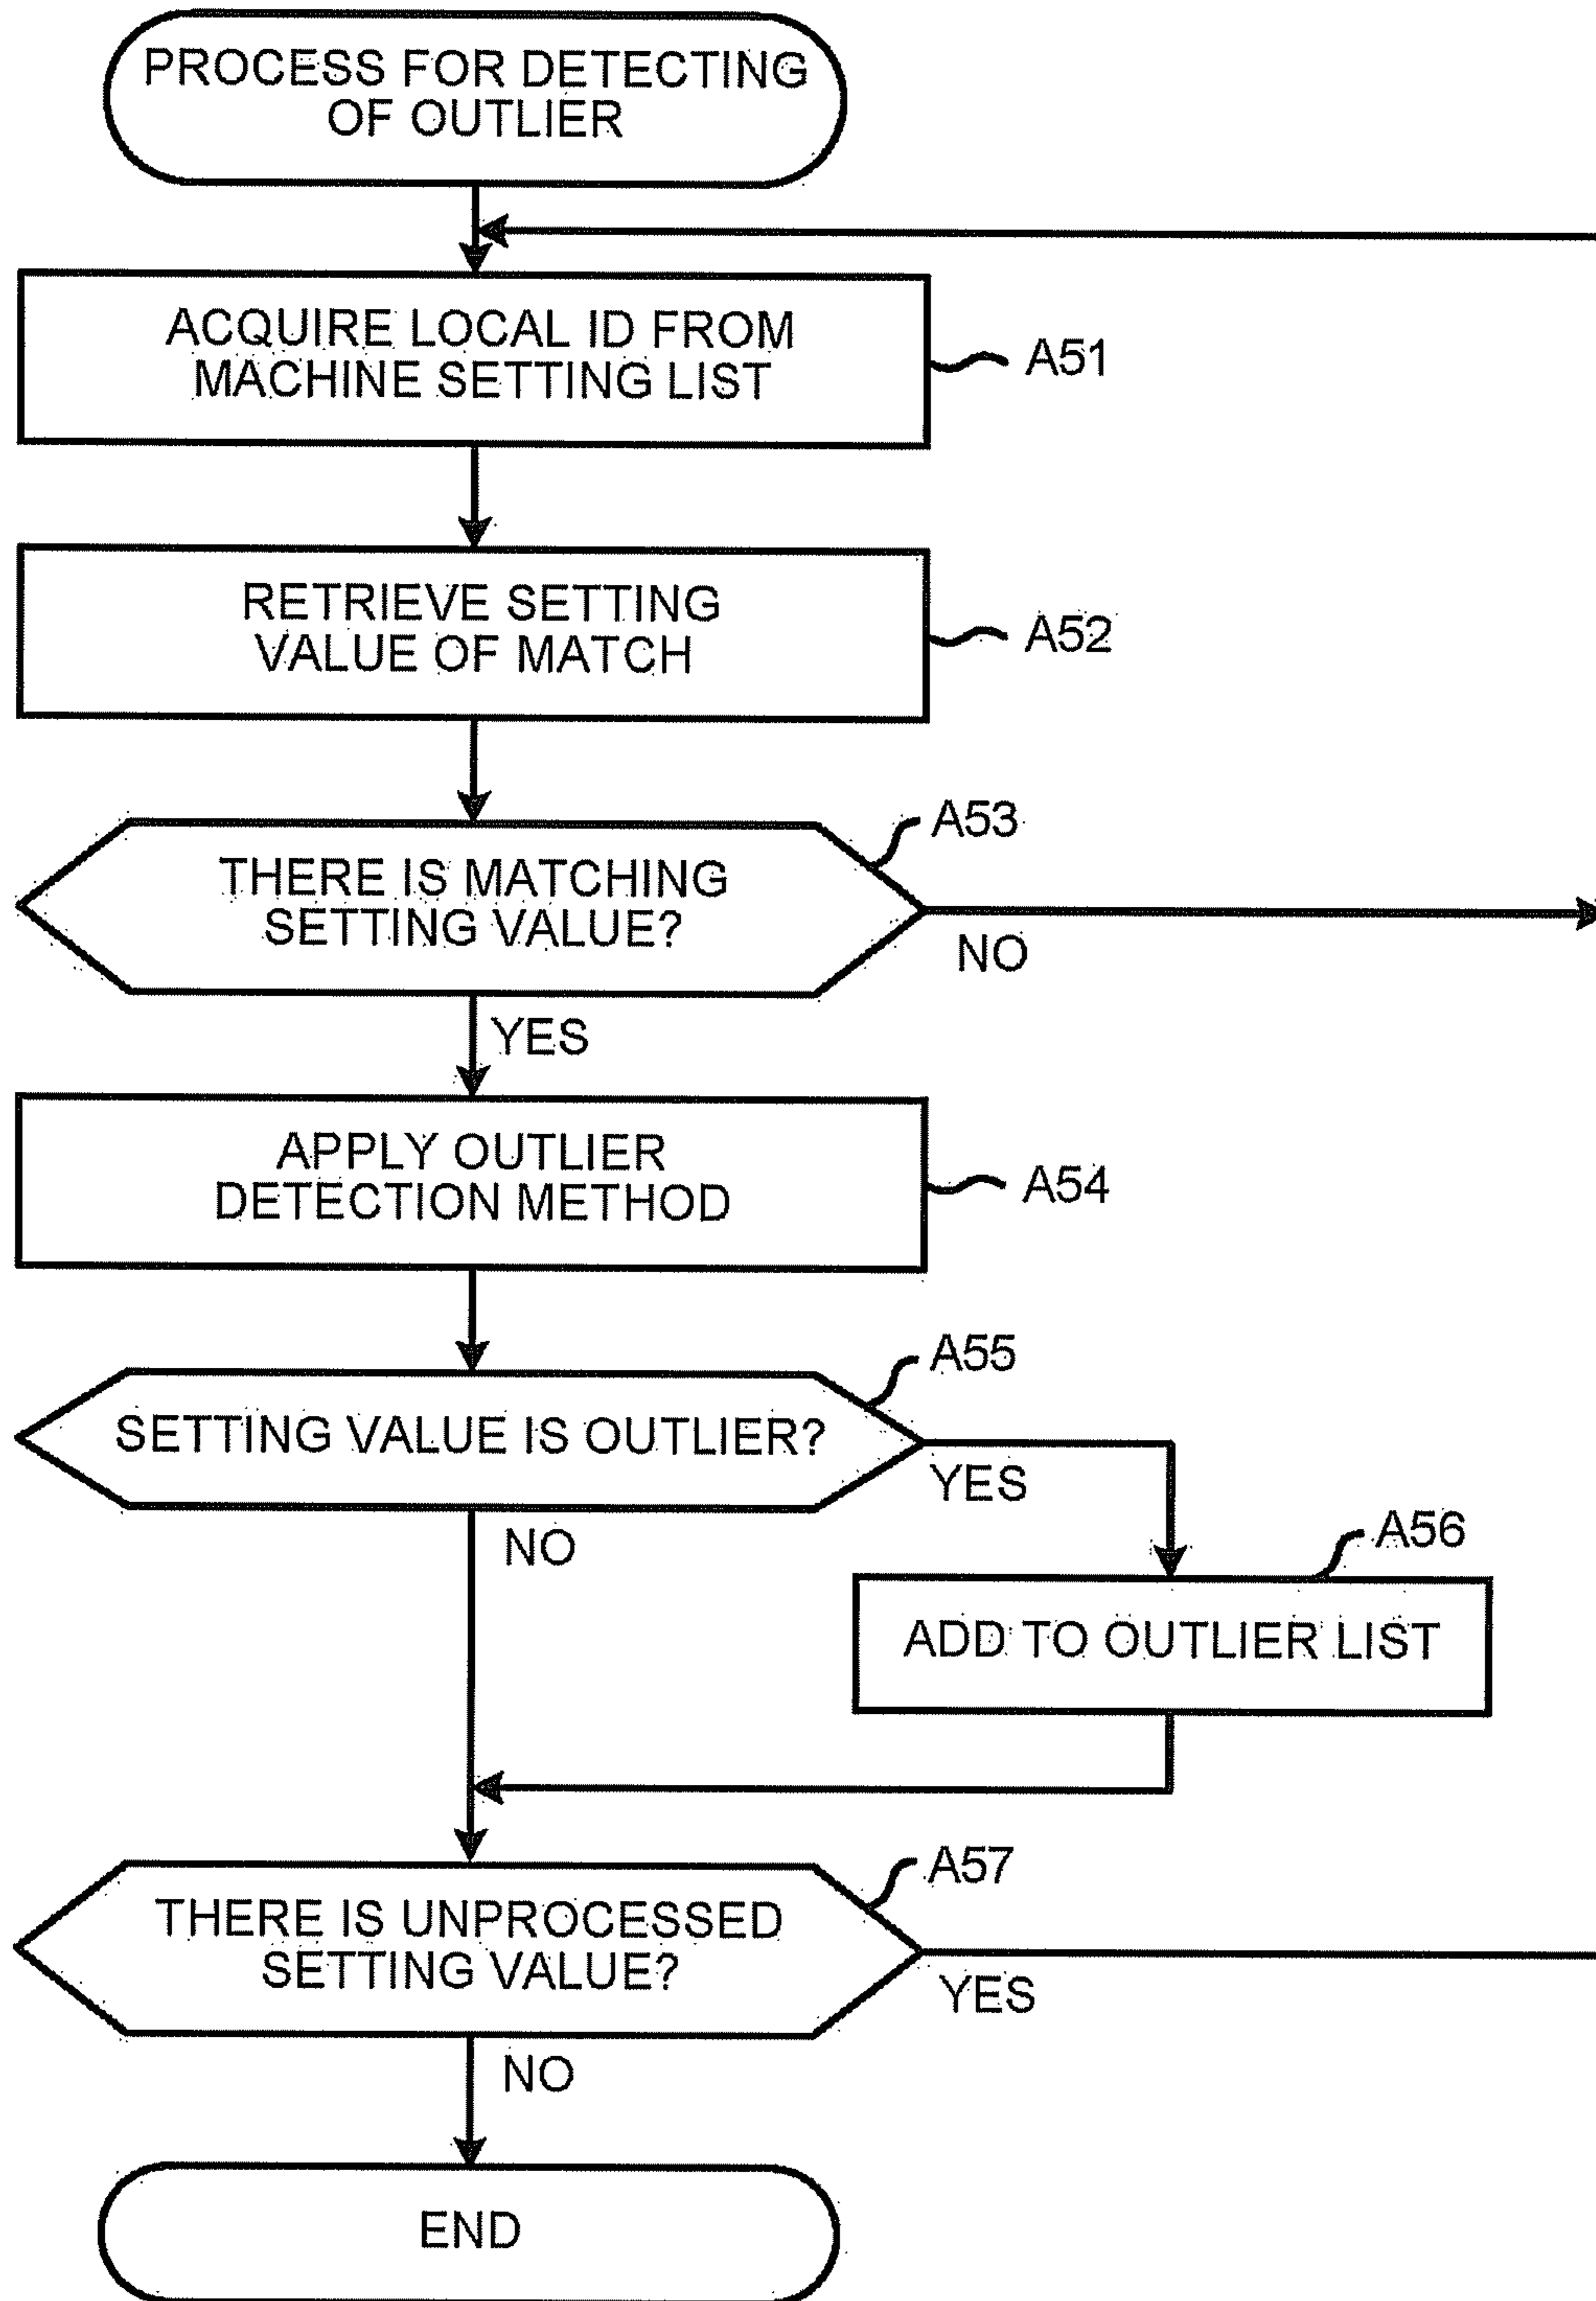 PROCESS FOR DETECTING
OF OUTLIER
ACQUIRE LOCAL ID FROM
MACHINE SETTING LIST
A51
RETRIEVE SETTING
VALUE OF MATCH
A52
A53
THERE IS MATCHING
SETTING VALUE?
NO
YES
APPLY OUTLIER
DETECTION METHOD
A54
A55
SETTING VALUE IS OUTLIER?
YES
NO
A56
ADD TO OUTLIER LIST
A57
THERE IS UNPROCESSED
SETTING VALUE?
YES
NO
END